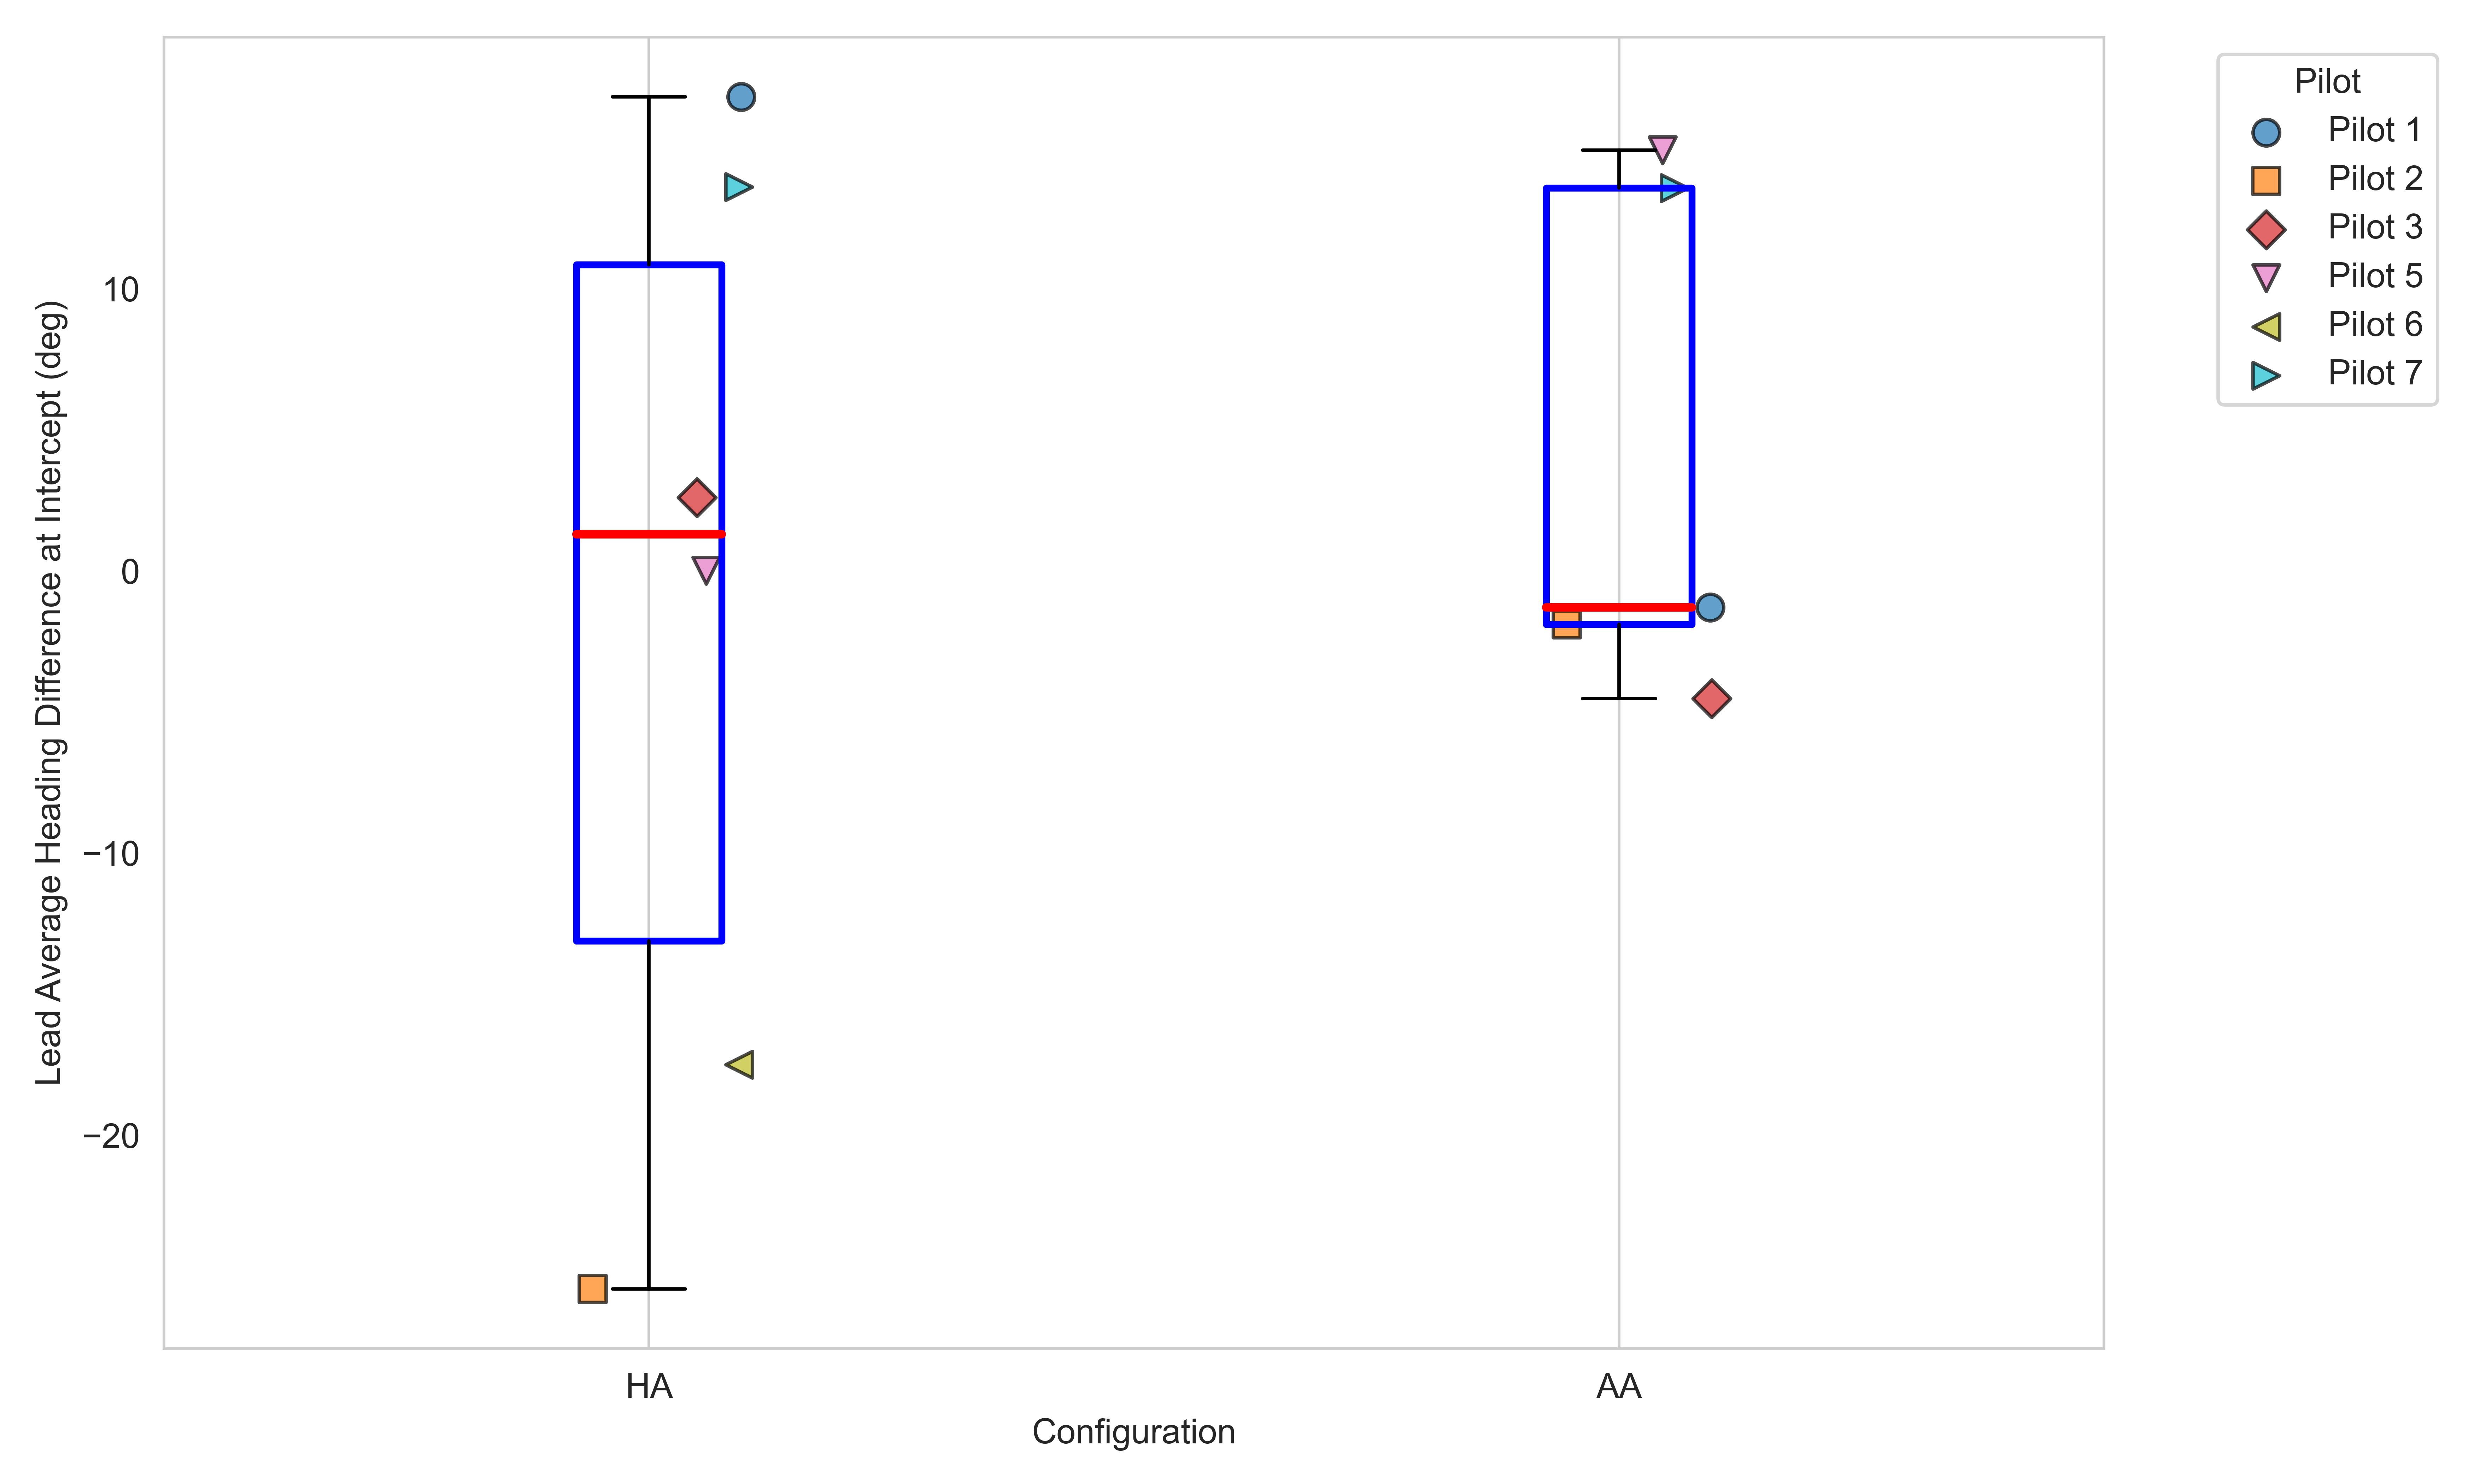 Lead Average Heading Difference at Intercept (deg)
10
0
−10
−20
HA
AA
Configuration
Pilot
Pilot 1
Pilot 2
Pilot 3
Pilot 5
Pilot 6
Pilot 7